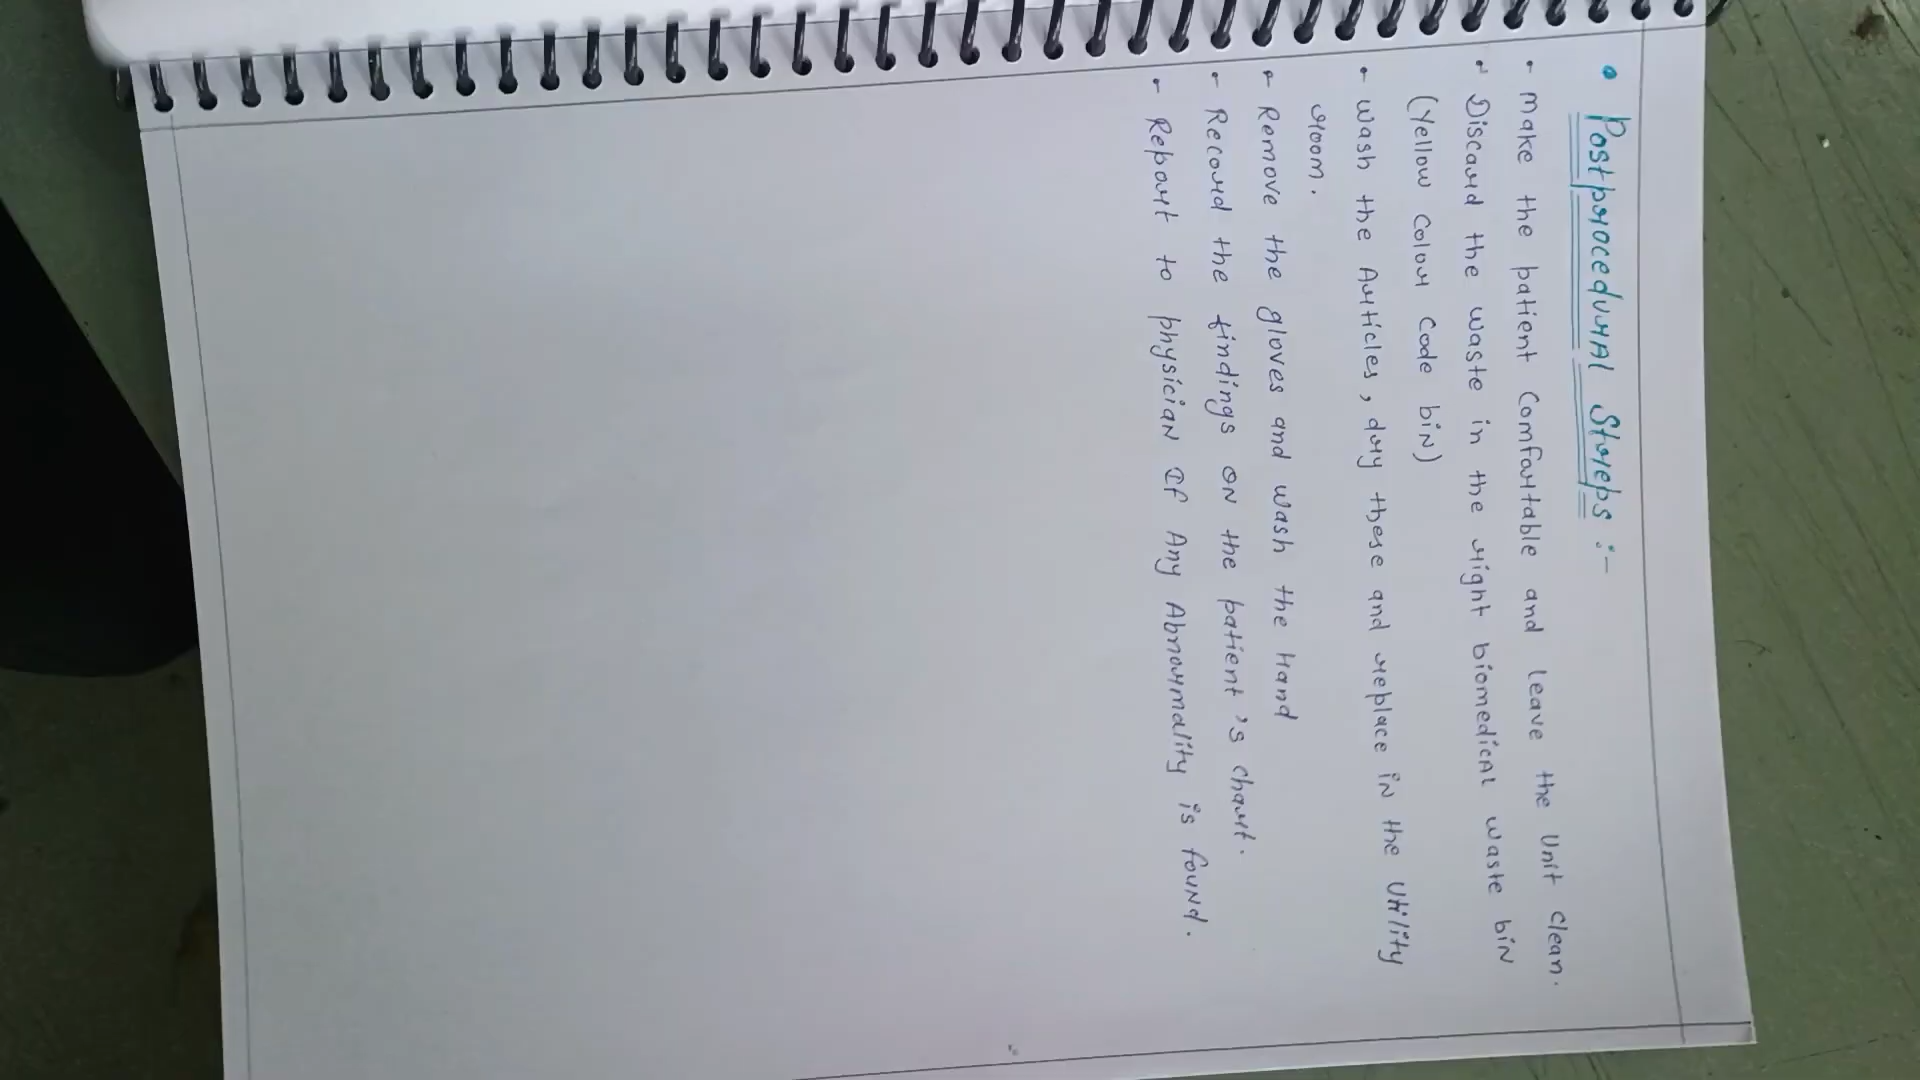 • Postprocedural Streps :-
- make the patient Comfortable and leave the Unit clean.
- Discard the waste in the right biomedical waste bin
(Yellow Colour Code bin)
- wash the Articles, dry these and replace in the Utility
room.
- Remove the gloves and wash the Hand
- Record the findings on the patient's chart.
- Report to physician If Any Abnormality is found.